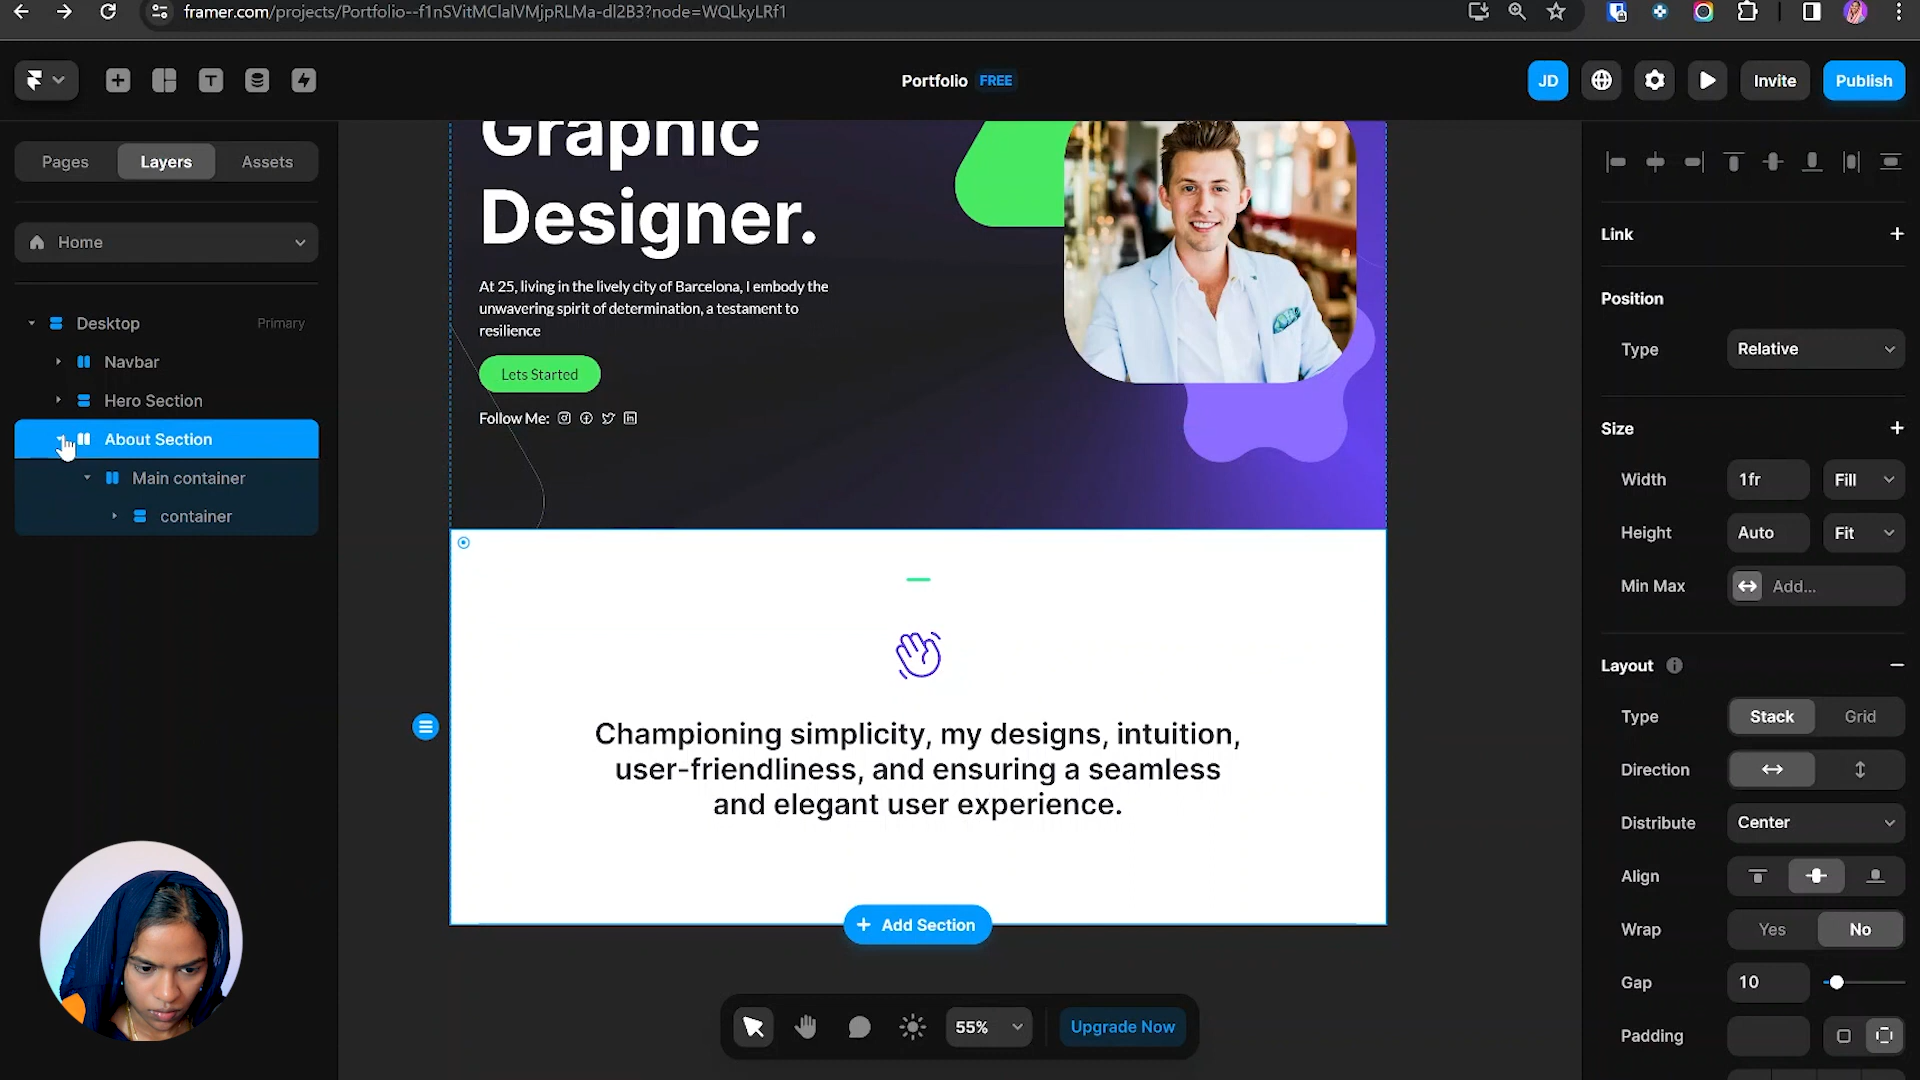 framer.com/projects/Portfolio--f1nSVitMClalVMjpRLMa-dl2B3?node=WQLkyLRf1
Portfolio FREE
JD
Invite
Publish
Pages
Layers
Assets
Home
Desktop
Primary
Navbar
Hero Section
About Section
Main container
container
Graphic
Designer.
At 25, living in the lively city of Barcelona, I embody the
unwavering spirit of determination, a testament to
resilience
Lets Started
Follow Me:
Championing simplicity, my designs, intuition,
user-friendliness, and ensuring a seamless
and elegant user experience.
+ Add Section
55%
Upgrade Now
Link
Position
Type
Relative
Size
Width
1fr
Fill
Height
Auto
Fit
Min Max
Add...
Layout
Type
Stack
Grid
Direction
Distribute
Center
Align
Wrap
Yes
No
Gap
10
Padding